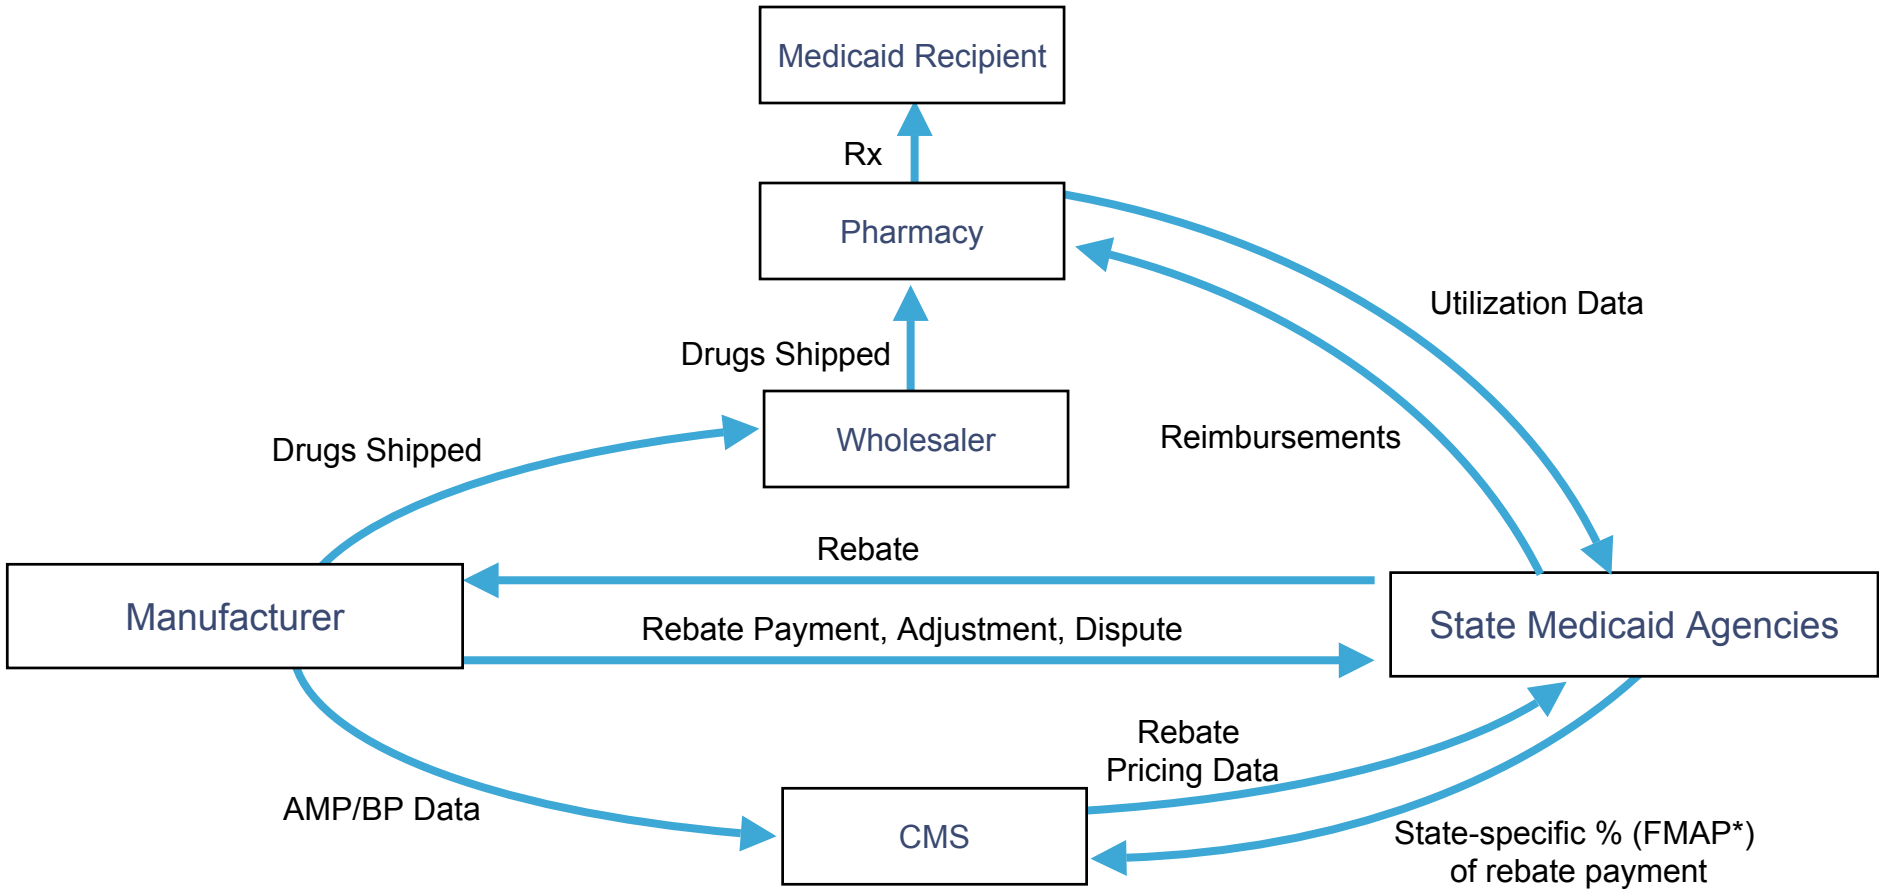 Medicaid Recipient
Rx
Pharmacy
Utilization Data
Drugs Shipped
Reimbursements
Wholesaler
Drugs Shipped
Rebate
Manufacturer
State Medicaid Agencies
Rebate Payment, Adjustment, Dispute
Rebate
Pricing Data
AMP/BP Data
CMS
State-specific % (FMAP*)
of rebate payment